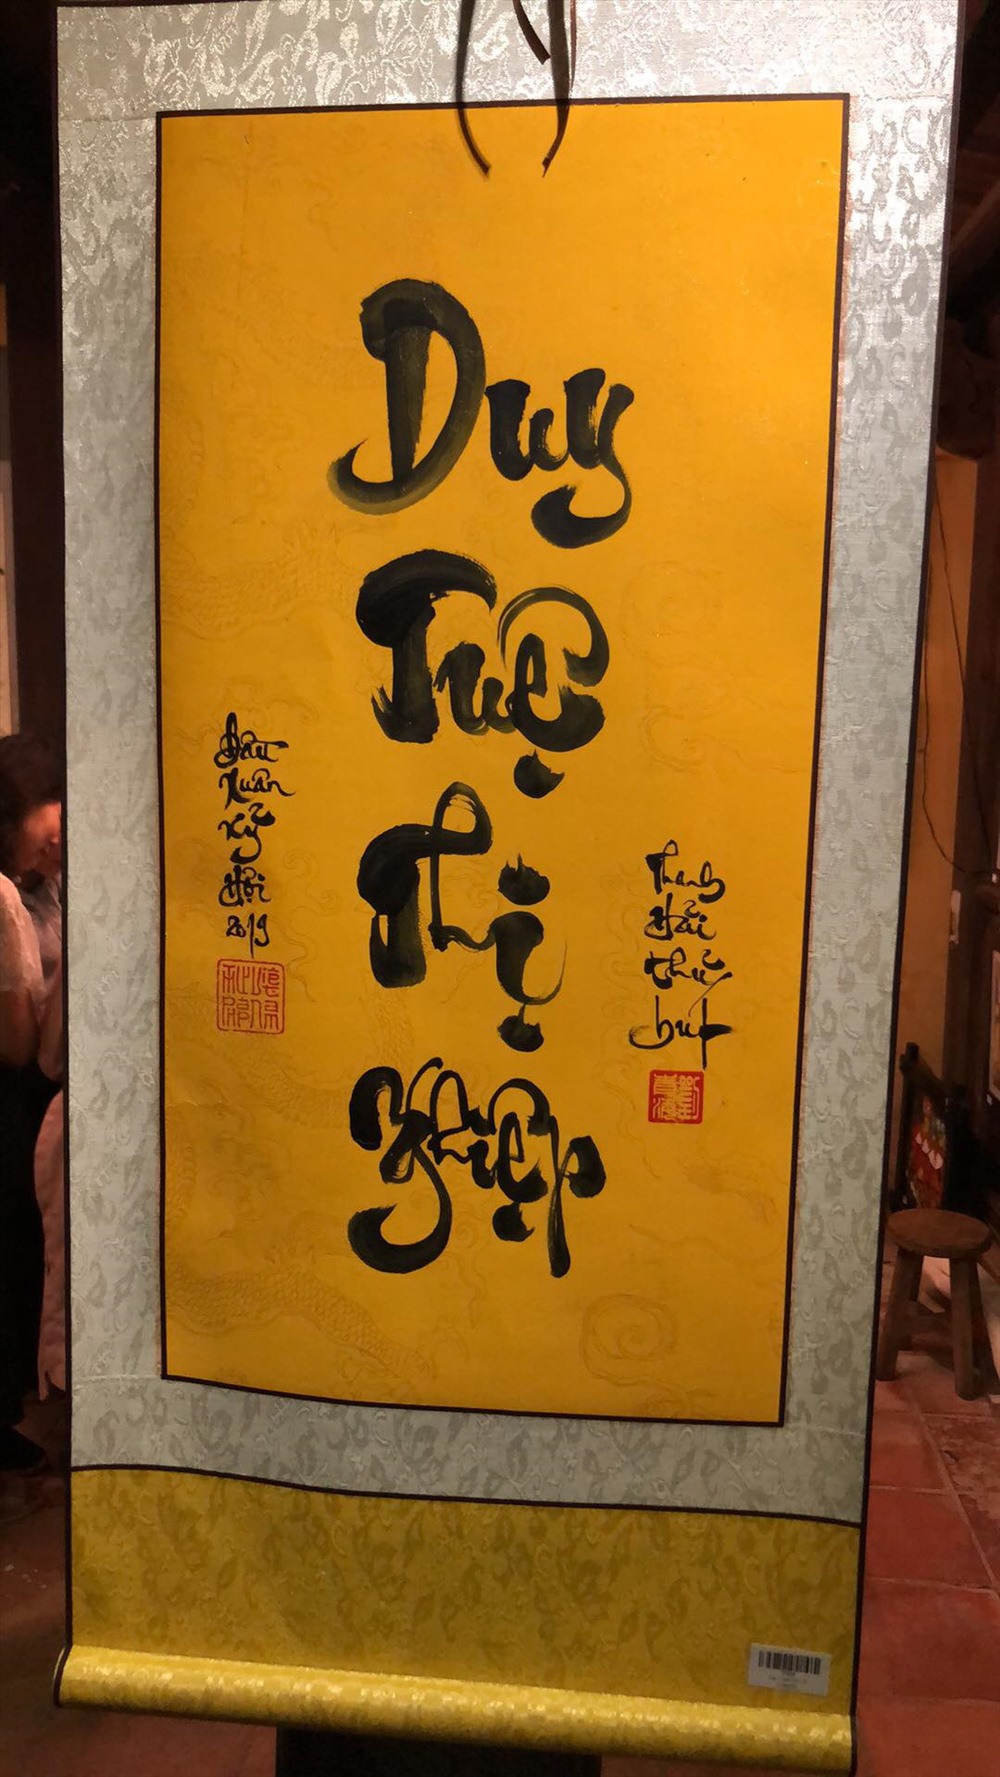 Duy
Tuệ
Thị
Nghiệp
Đầu
Xuân
Kỷ
Hợi
2019
Thanh
Hải
thủ
bút